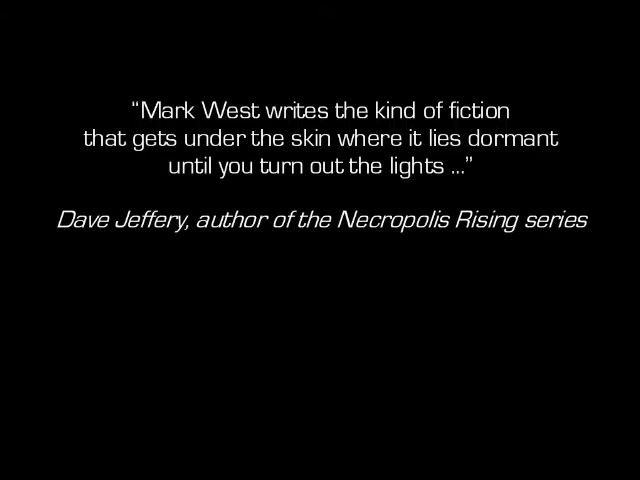 “Mark West writes the kind of fiction
that gets under the skin where it lies dormant
until you turn out the lights ...”
Dave Jeffery, author of the Necropolis Rising series